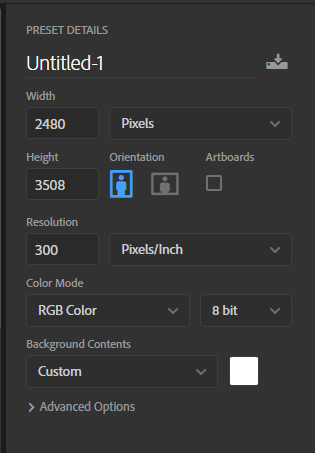 PRESET DETAILS
Untitled-1
Width
2480 Pixels
Height Orientation Artboards
3508
Resolution
300 Pixels/Inch
Color Mode
RGB Color 8 bit
Background Contents
Custom
Advanced Options